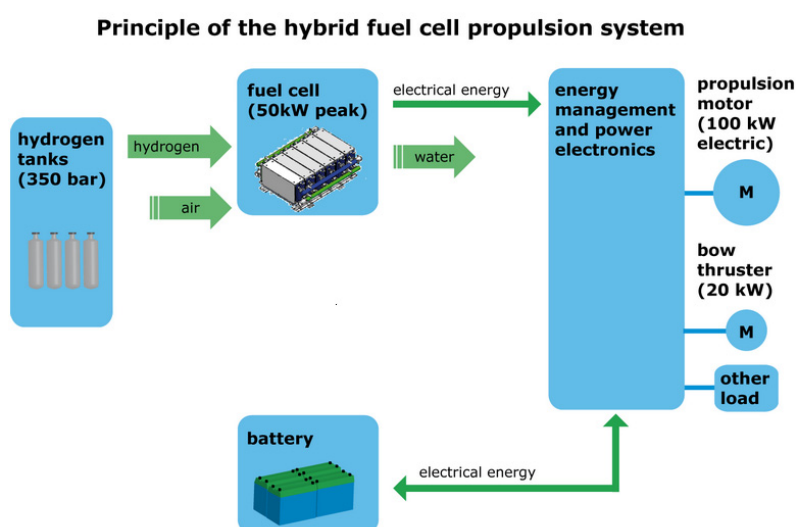 Principle of the hybrid fuel cell propulsion system
hydrogen
tanks
(350 bar)
hydrogen
air
fuel cell
(50kW peak)
electrical energy
water
energy
management
and power
electronics
propulsion
motor
(100 kW
electric)
M
bow
thruster
(20 kW)
M
other
load
battery
electrical energy